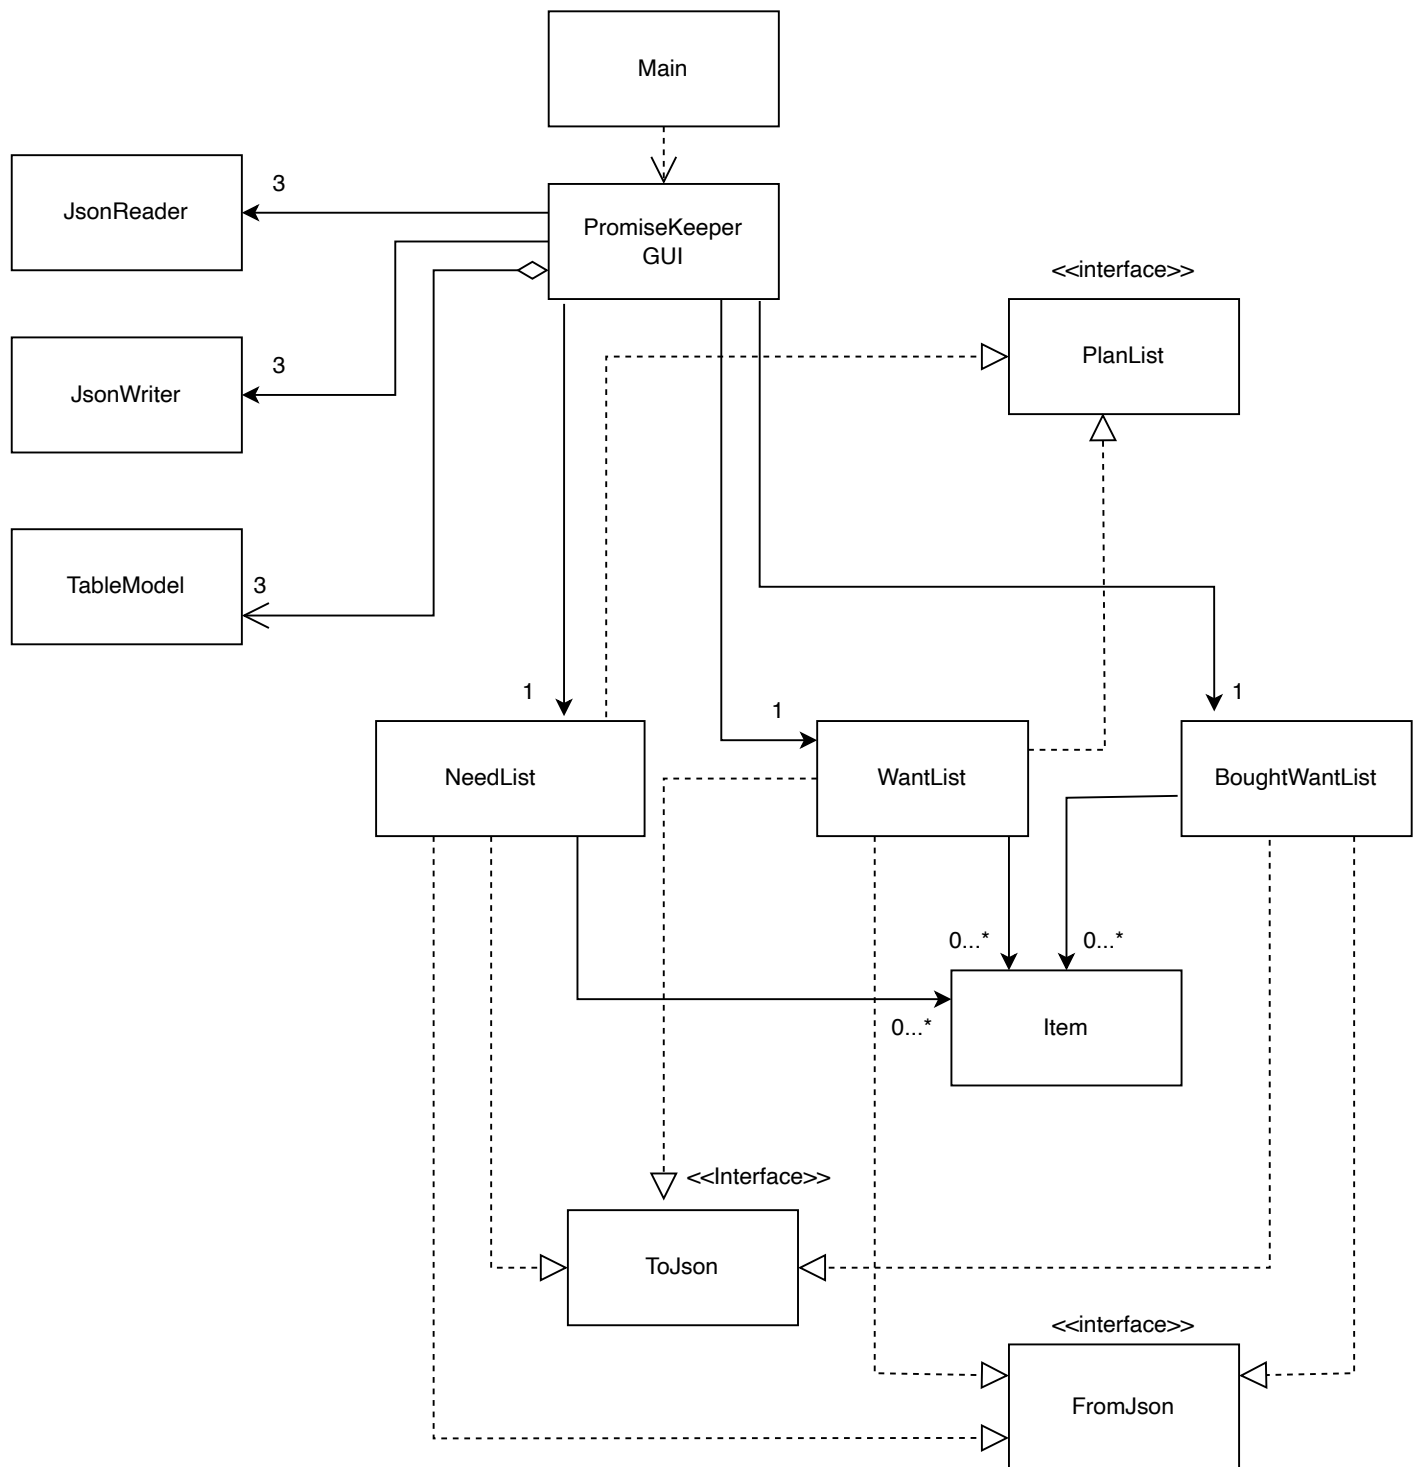 Main
3
JsonReader
PromiseKeeper
GUI
<<interface>>
PlanList
3
JsonWriter
TableModel
3
1
1
1
NeedList
WantList
BoughtWantList
0...*
0...*
0...*
Item
<<Interface>>
ToJson
<<interface>>
FromJson